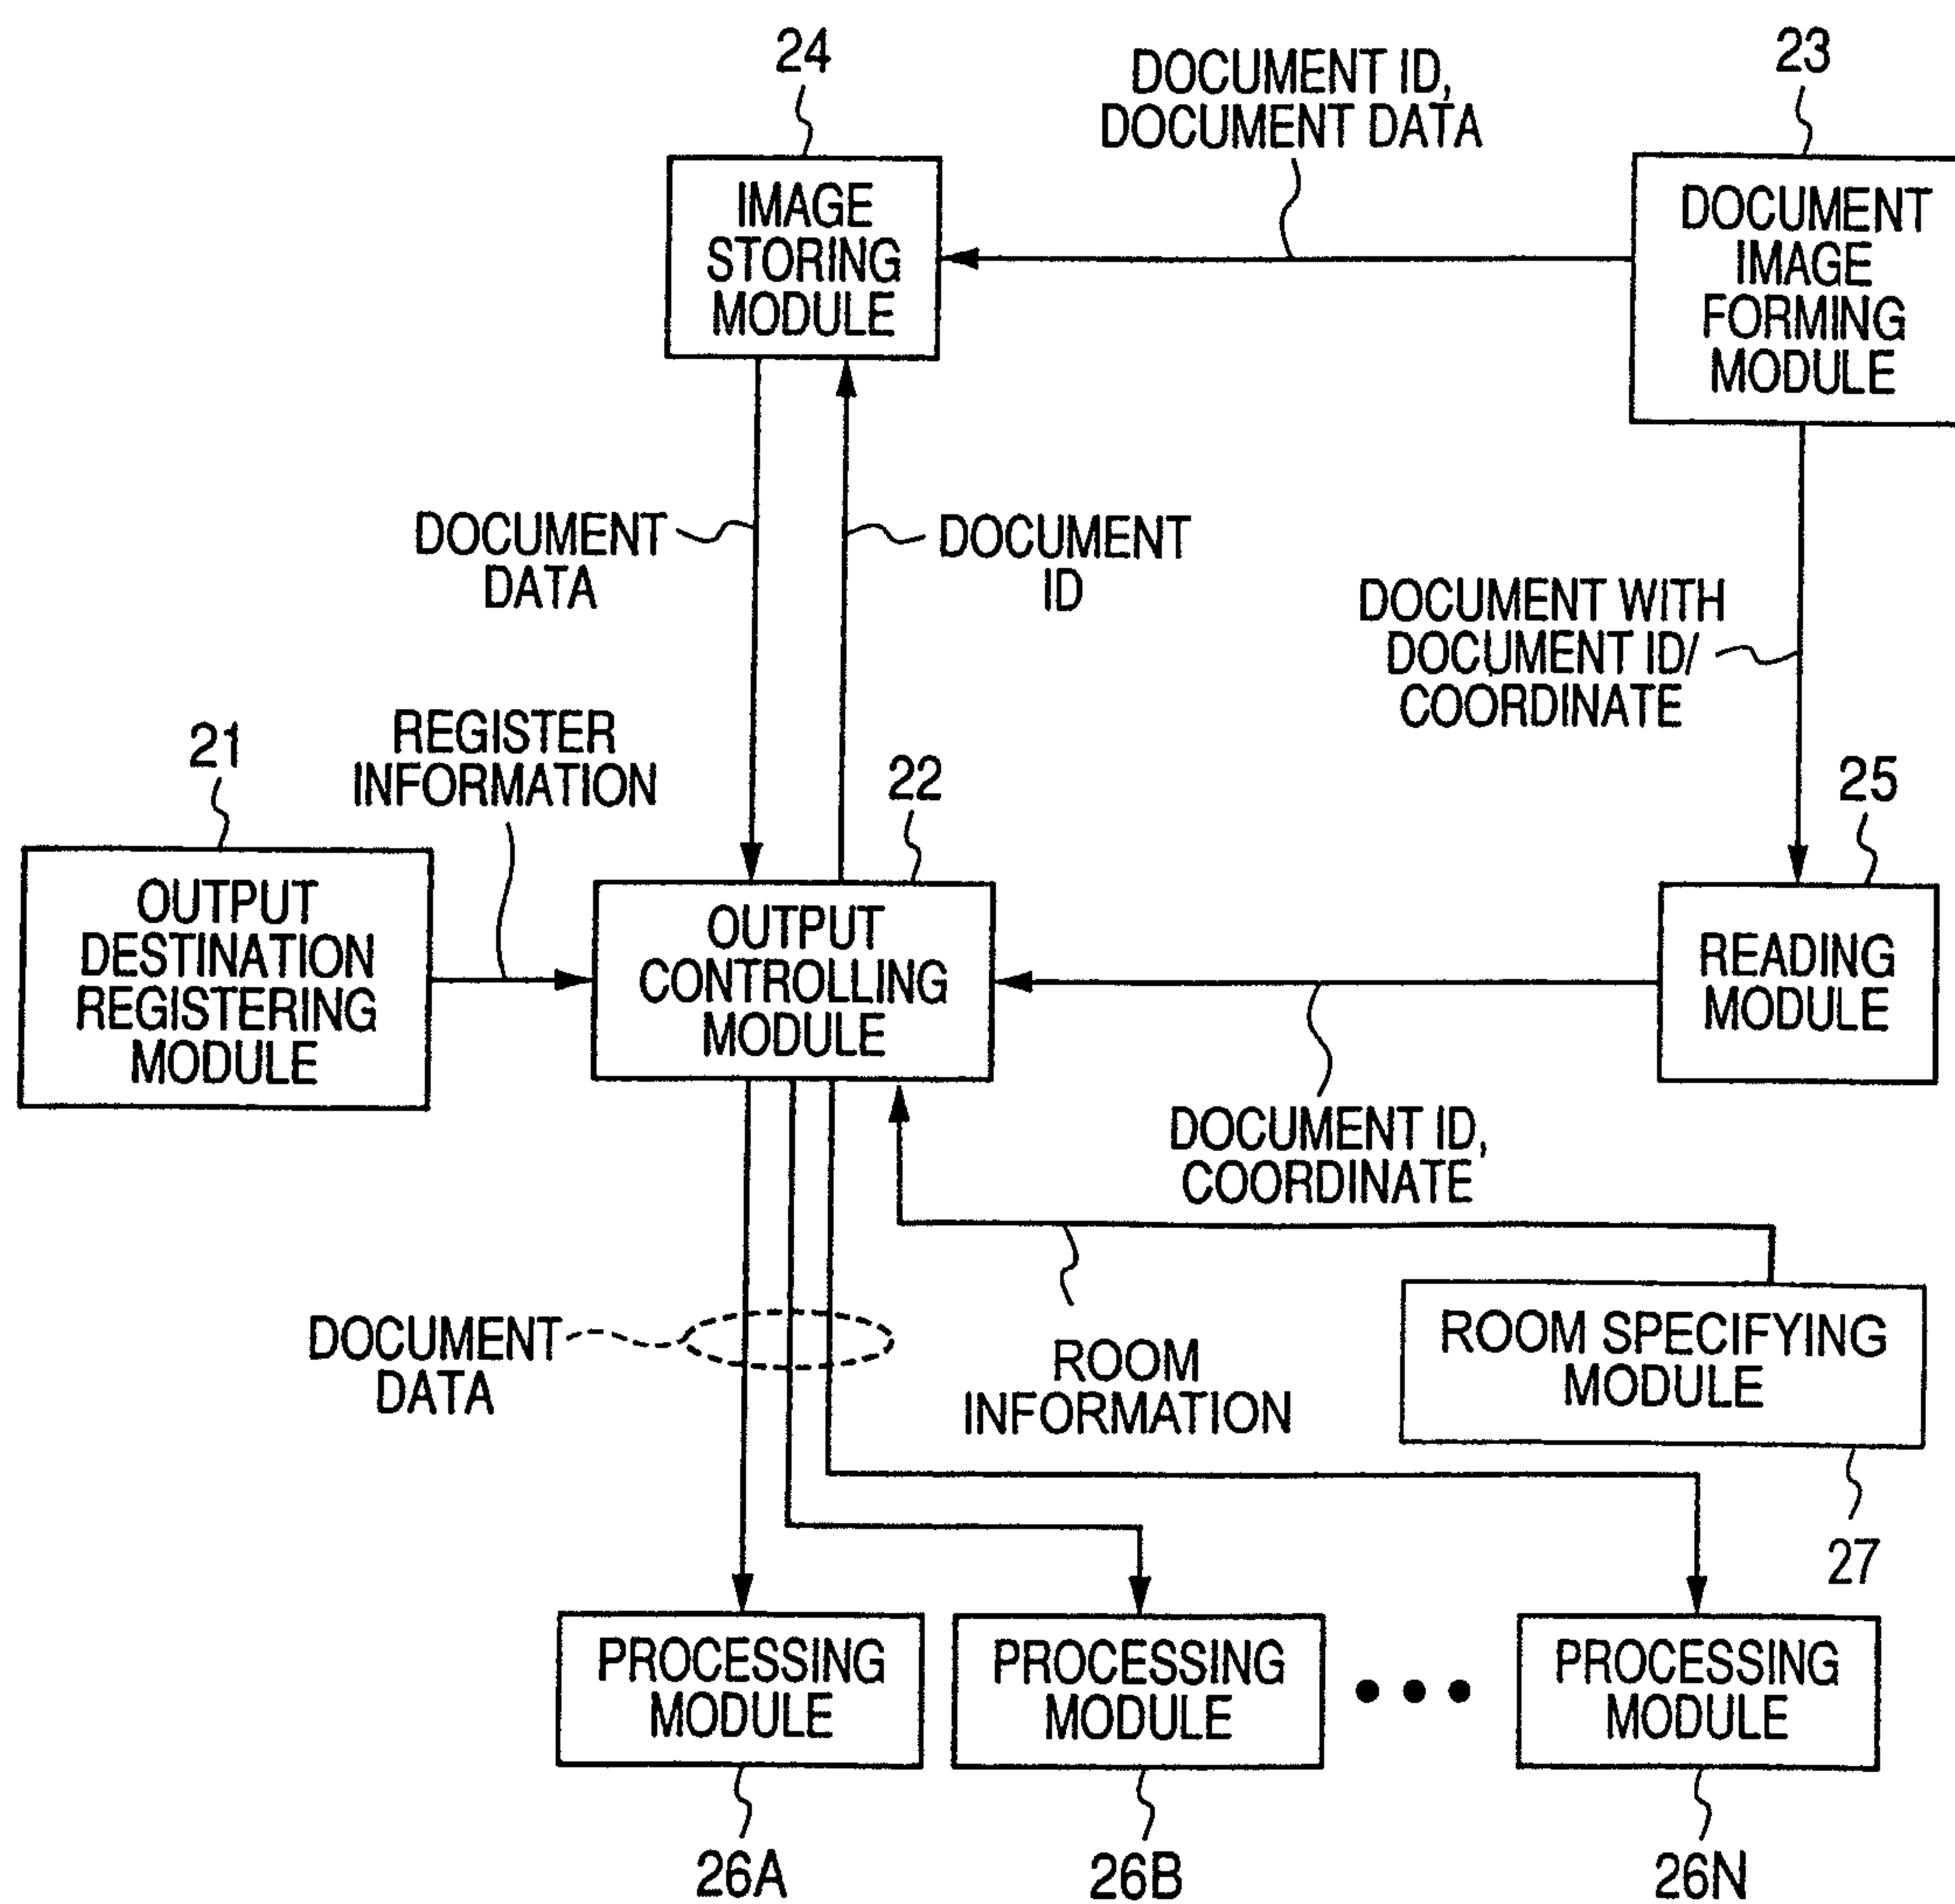 24
DOCUMENT ID,
DOCUMENT DATA
23
IMAGE
STORING
MODULE
DOCUMENT
IMAGE
FORMING
MODULE
DOCUMENT
DATA
DOCUMENT
ID
DOCUMENT WITH
DOCUMENT ID/
COORDINATE
21
REGISTER
INFORMATION
22
25
OUTPUT
DESTINATION
REGISTERING
MODULE
OUTPUT
CONTROLLING
MODULE
READING
MODULE
DOCUMENT ID,
COORDINATE
DOCUMENT
DATA
ROOM
INFORMATION
ROOM SPECIFYING
MODULE
27
PROCESSING
MODULE
PROCESSING
MODULE
PROCESSING
MODULE
26A
26B
26N